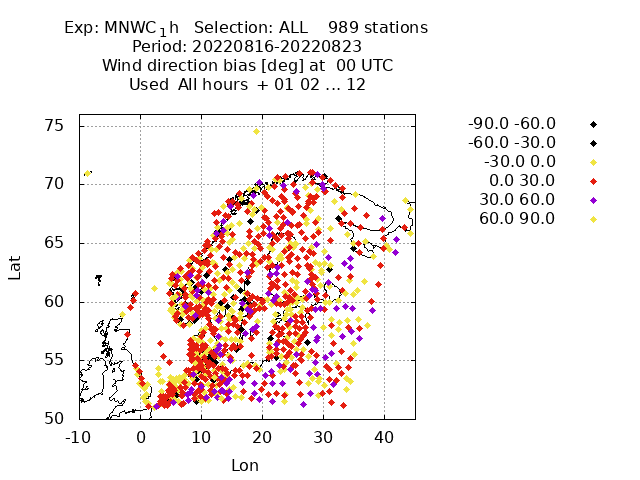 Exp: MNWC_1h   Selection: ALL    989 stations
Period: 20220816-20220823
Wind direction bias [deg] at  00 UTC
Used  All hours  + 01 02 ... 12
-90.0 -60.0
-60.0 -30.0
-30.0 0.0
0.0 30.0
30.0 60.0
60.0 90.0
75
70
65
60
55
50
Lat
-10 0 10 20 30 40
Lon